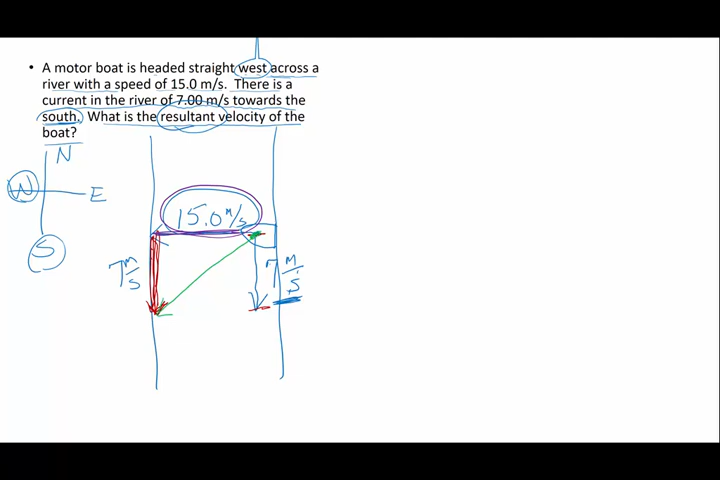 • A motor boat is headed straight west across a
river with a speed of 15.0 m/s. There is a
current in the river of 7.00 m/s towards the
south. What is the resultant velocity of the
boat?
N
W
E
S
15.0 m/s
7 m/s
7 m/s